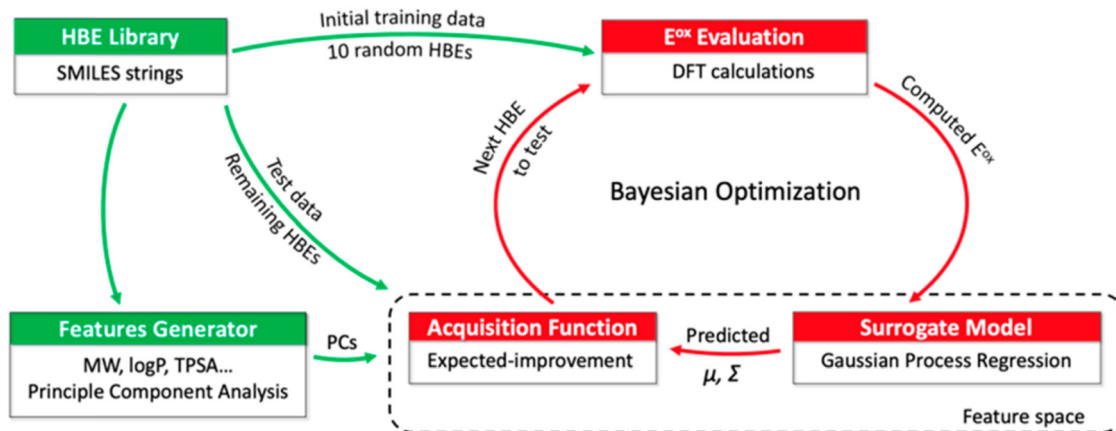 HBE Library
SMILES strings
Initial training data
10 random HBEs
E^ox Evaluation
DFT calculations
Computed E^ox
Next HBE
to test
Test data
Remaining HBEs
Bayesian Optimization
Features Generator
MW, logP, TPSA...
Principle Component Analysis
PCs
Acquisition Function
Expected-improvement
Predicted
μ, Σ
Surrogate Model
Gaussian Process Regression
Feature space